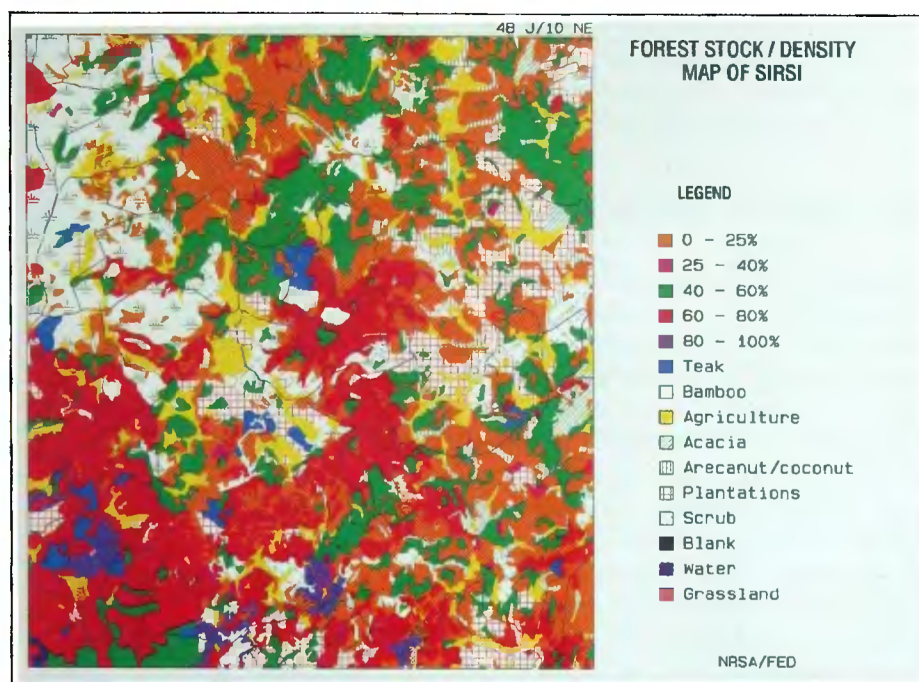 48 J/10 NE
FOREST STOCK / DENSITY
MAP OF SIRSI
LEGEND
0 - 25%
25 - 40%
40 - 60%
60 - 80%
80 - 100%
Teak
Bamboo
Agriculture
Acacia
Arecanut/coconut
Plantations
Scrub
Blank
Water
Grassland
NRSA/FED